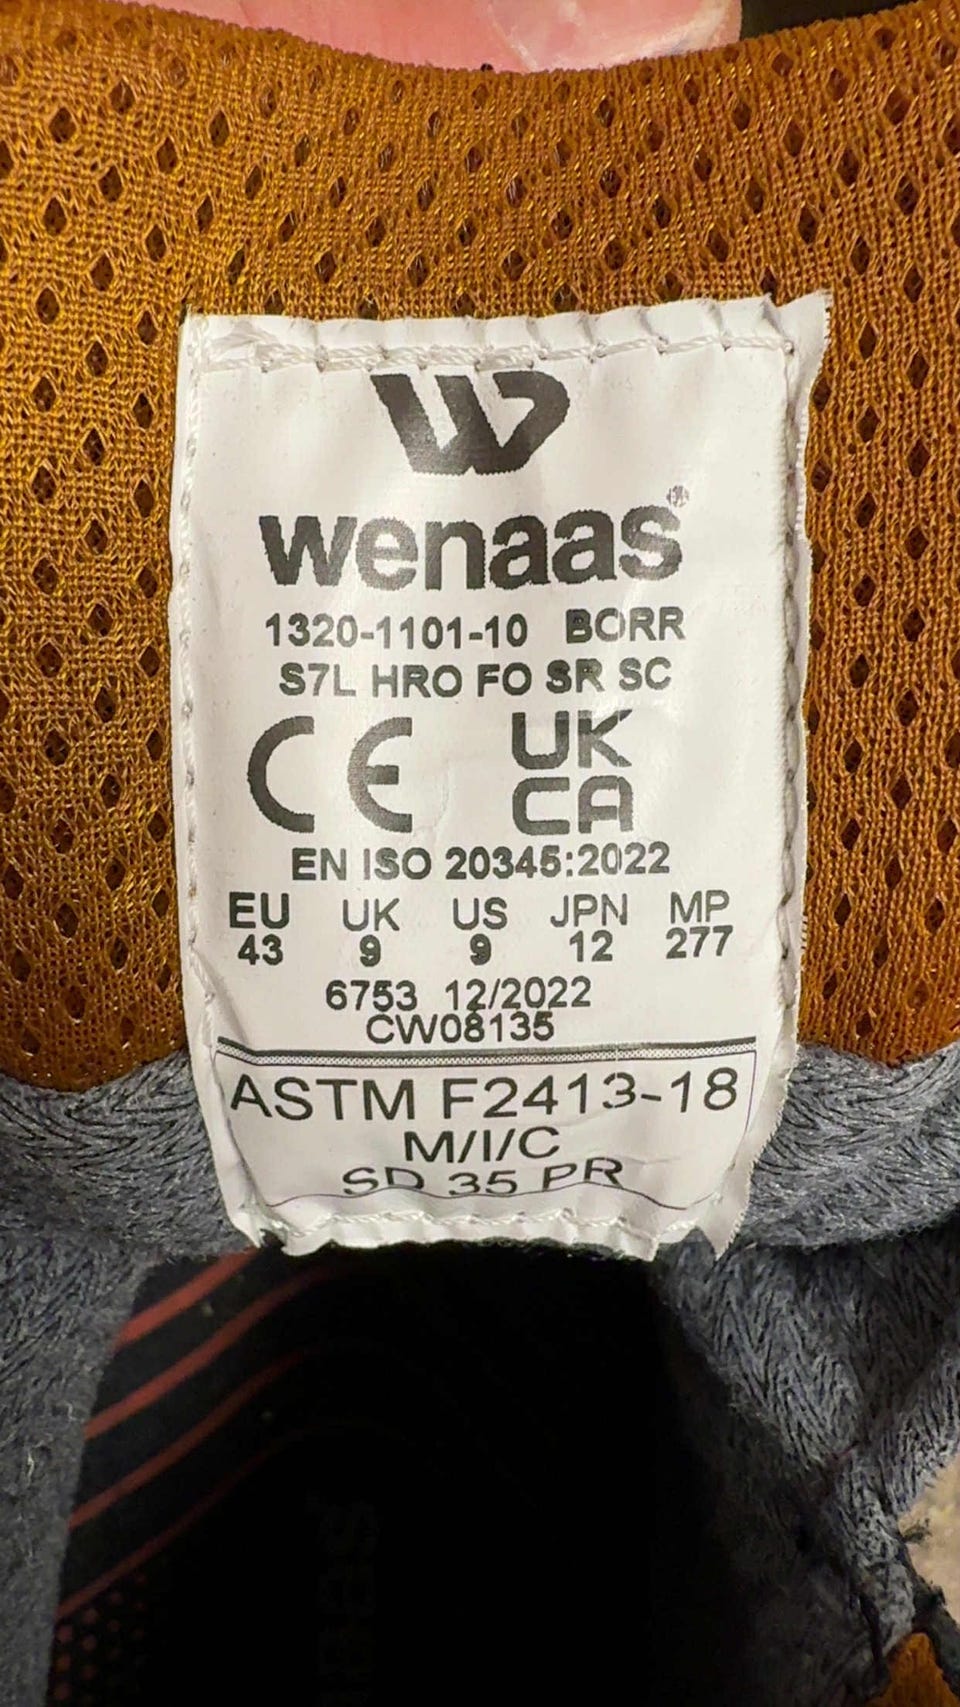 wenaas®
1320-1101-10 BORR
S7L HRO FO SR SC
CE UK
CA
EN ISO 20345:2022
EU UK US JPN MP
43 9 9 12 277
6753 12/2022
CW08135
ASTM F2413-18
M/I/C
SD 35 PR